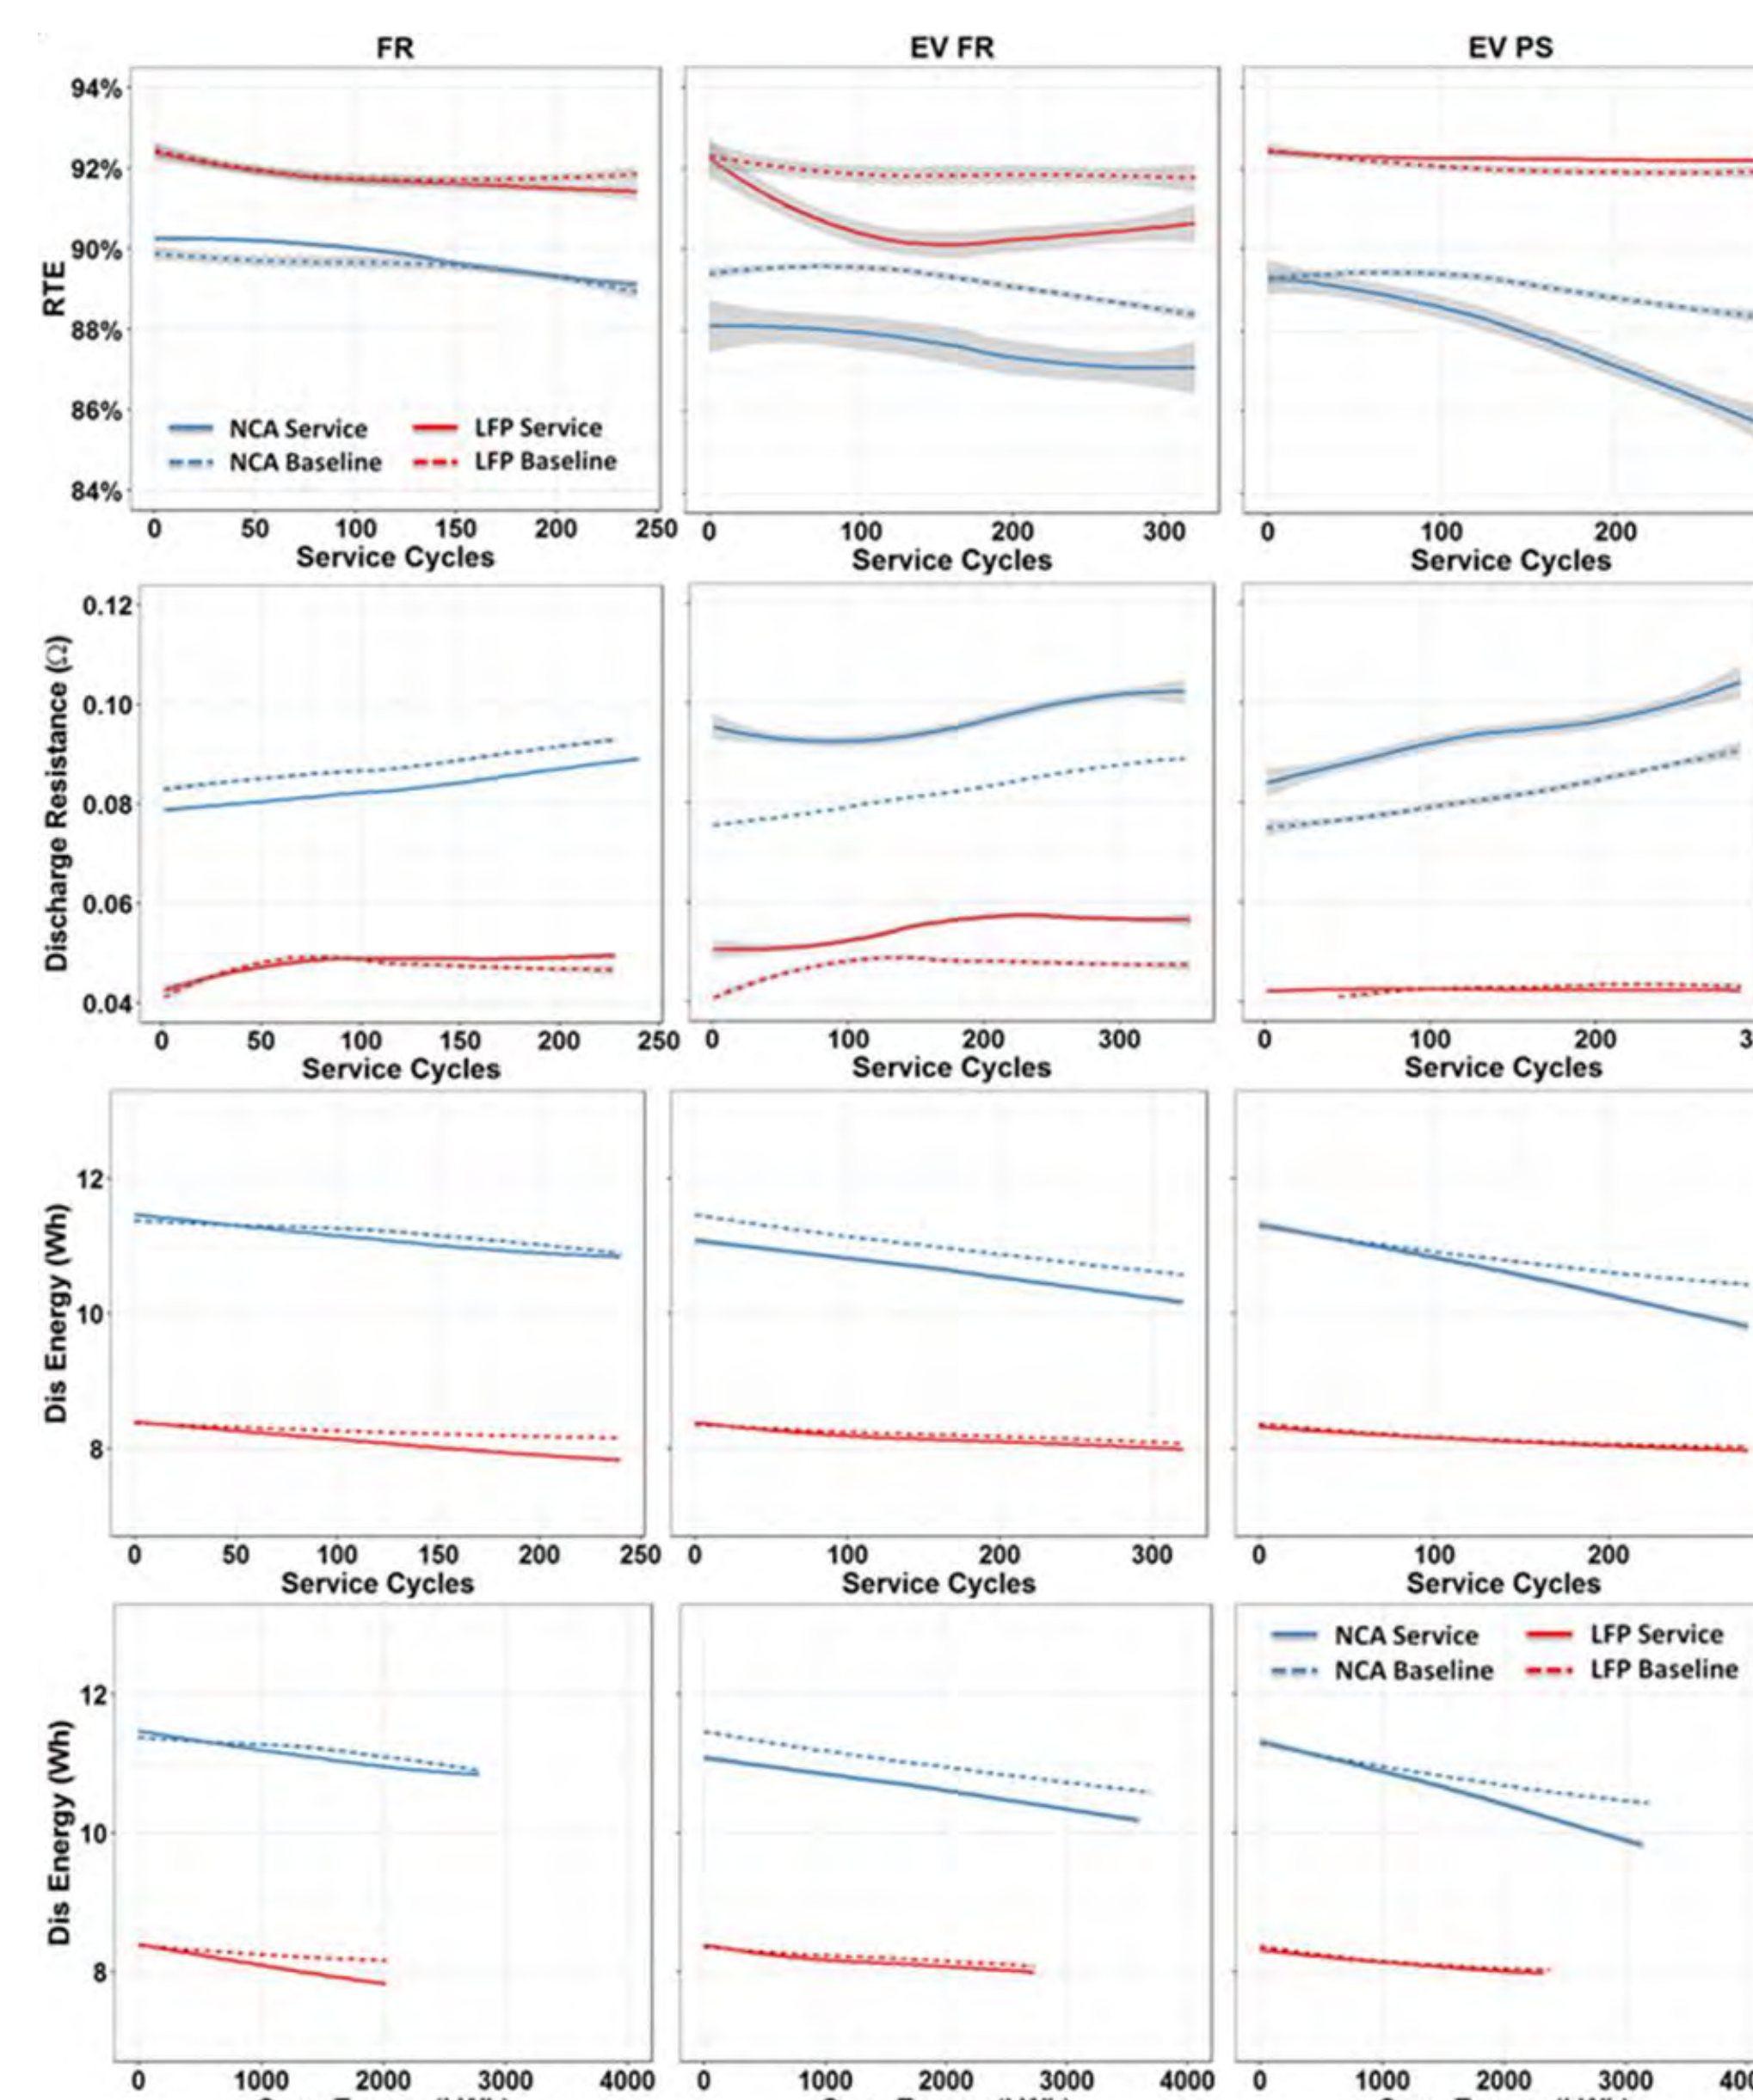 FR EV FR EV PS
94%
92%
90%
88%
86%
84%
RTE
NCA Service LFP Service
NCA Baseline LFP Baseline
0 50 100 150 200 250 0 100 200 300 0 100 200
Service Cycles Service Cycles Service Cycles
0.12
0.10
0.08
0.06
0.04
Discharge Resistance (Ω)
0 50 100 150 200 250 0 100 200 300 0 100 200
Service Cycles Service Cycles Service Cycles
12
10
8
Dis Energy (Wh)
0 50 100 150 200 250 0 100 200 300 0 100 200
Service Cycles Service Cycles Service Cycles
NCA Service LFP Service
NCA Baseline LFP Baseline
12
10
8
Dis Energy (Wh)
0 1000 2000 3000 4000 0 1000 2000 3000 4000 0 1000 2000 3000